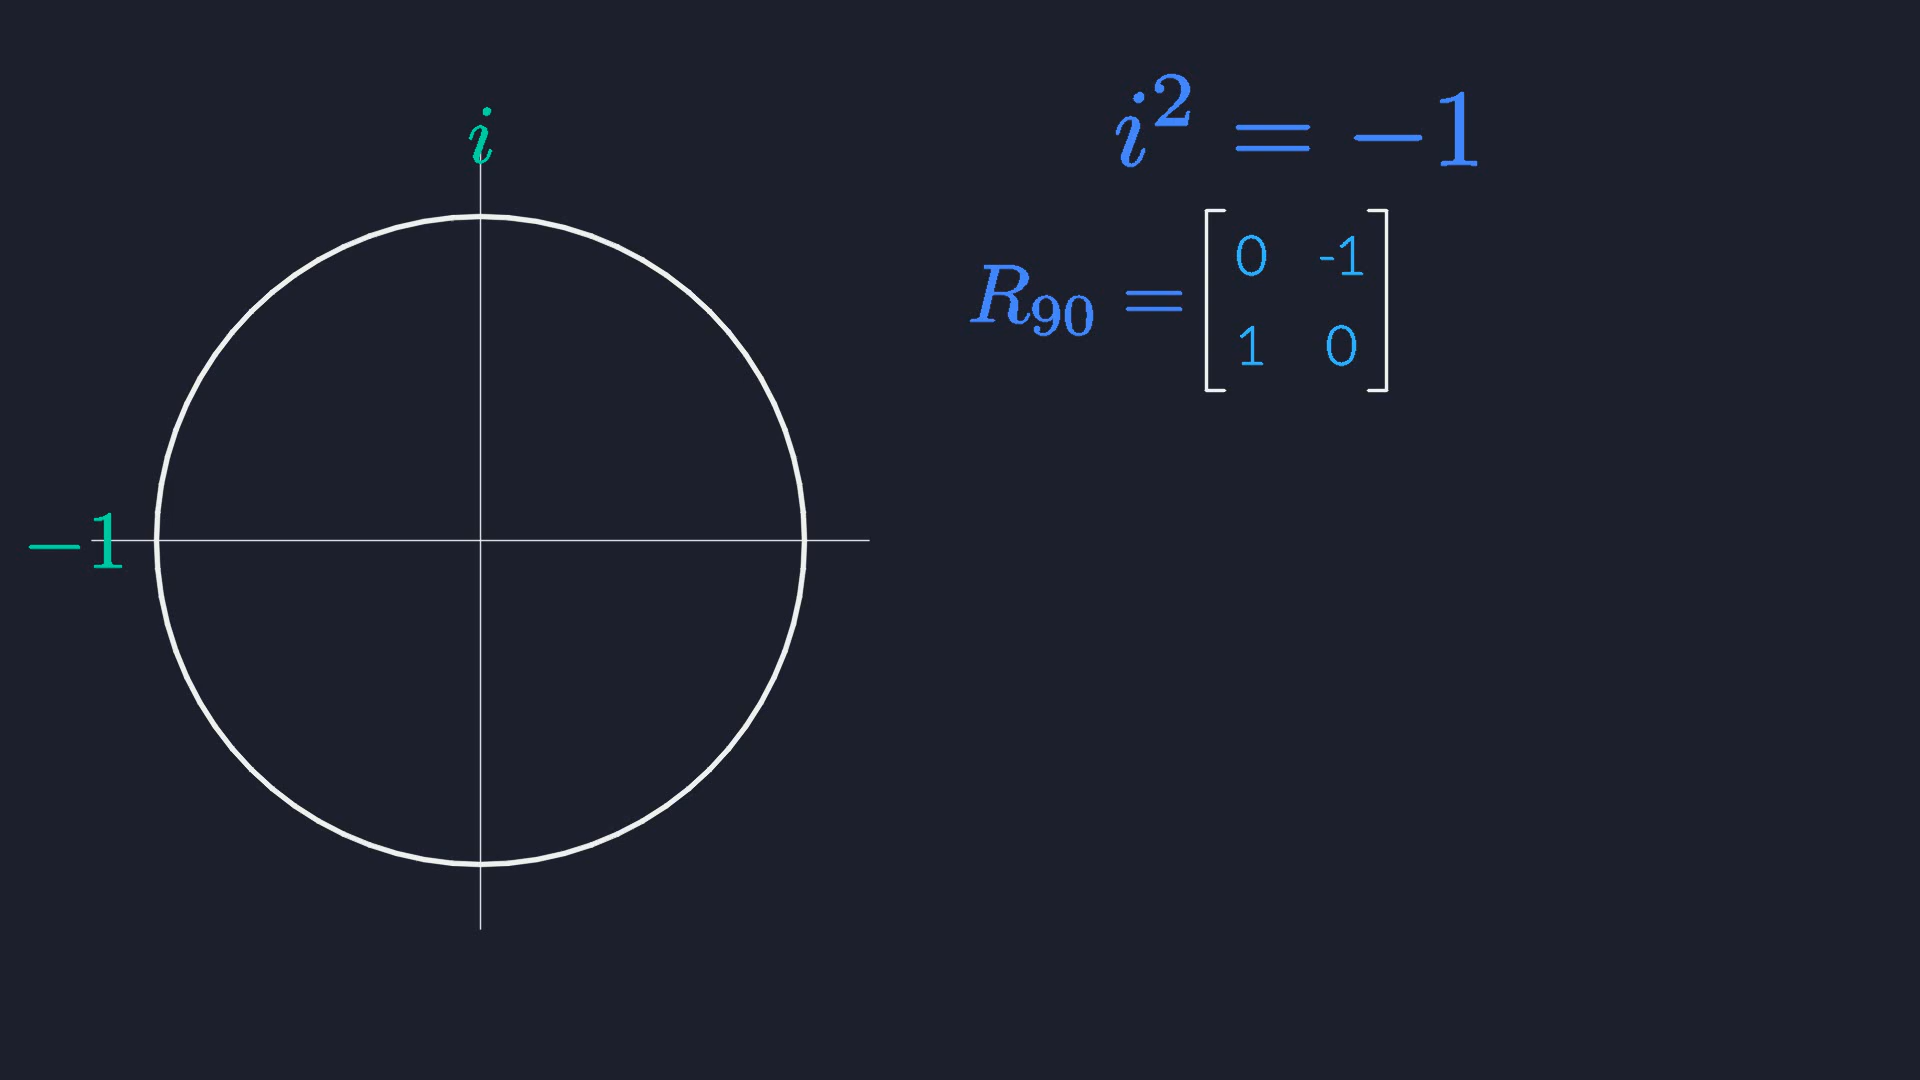 i
−1
i² = −1
R₉₀ = [0 -1
1 0]